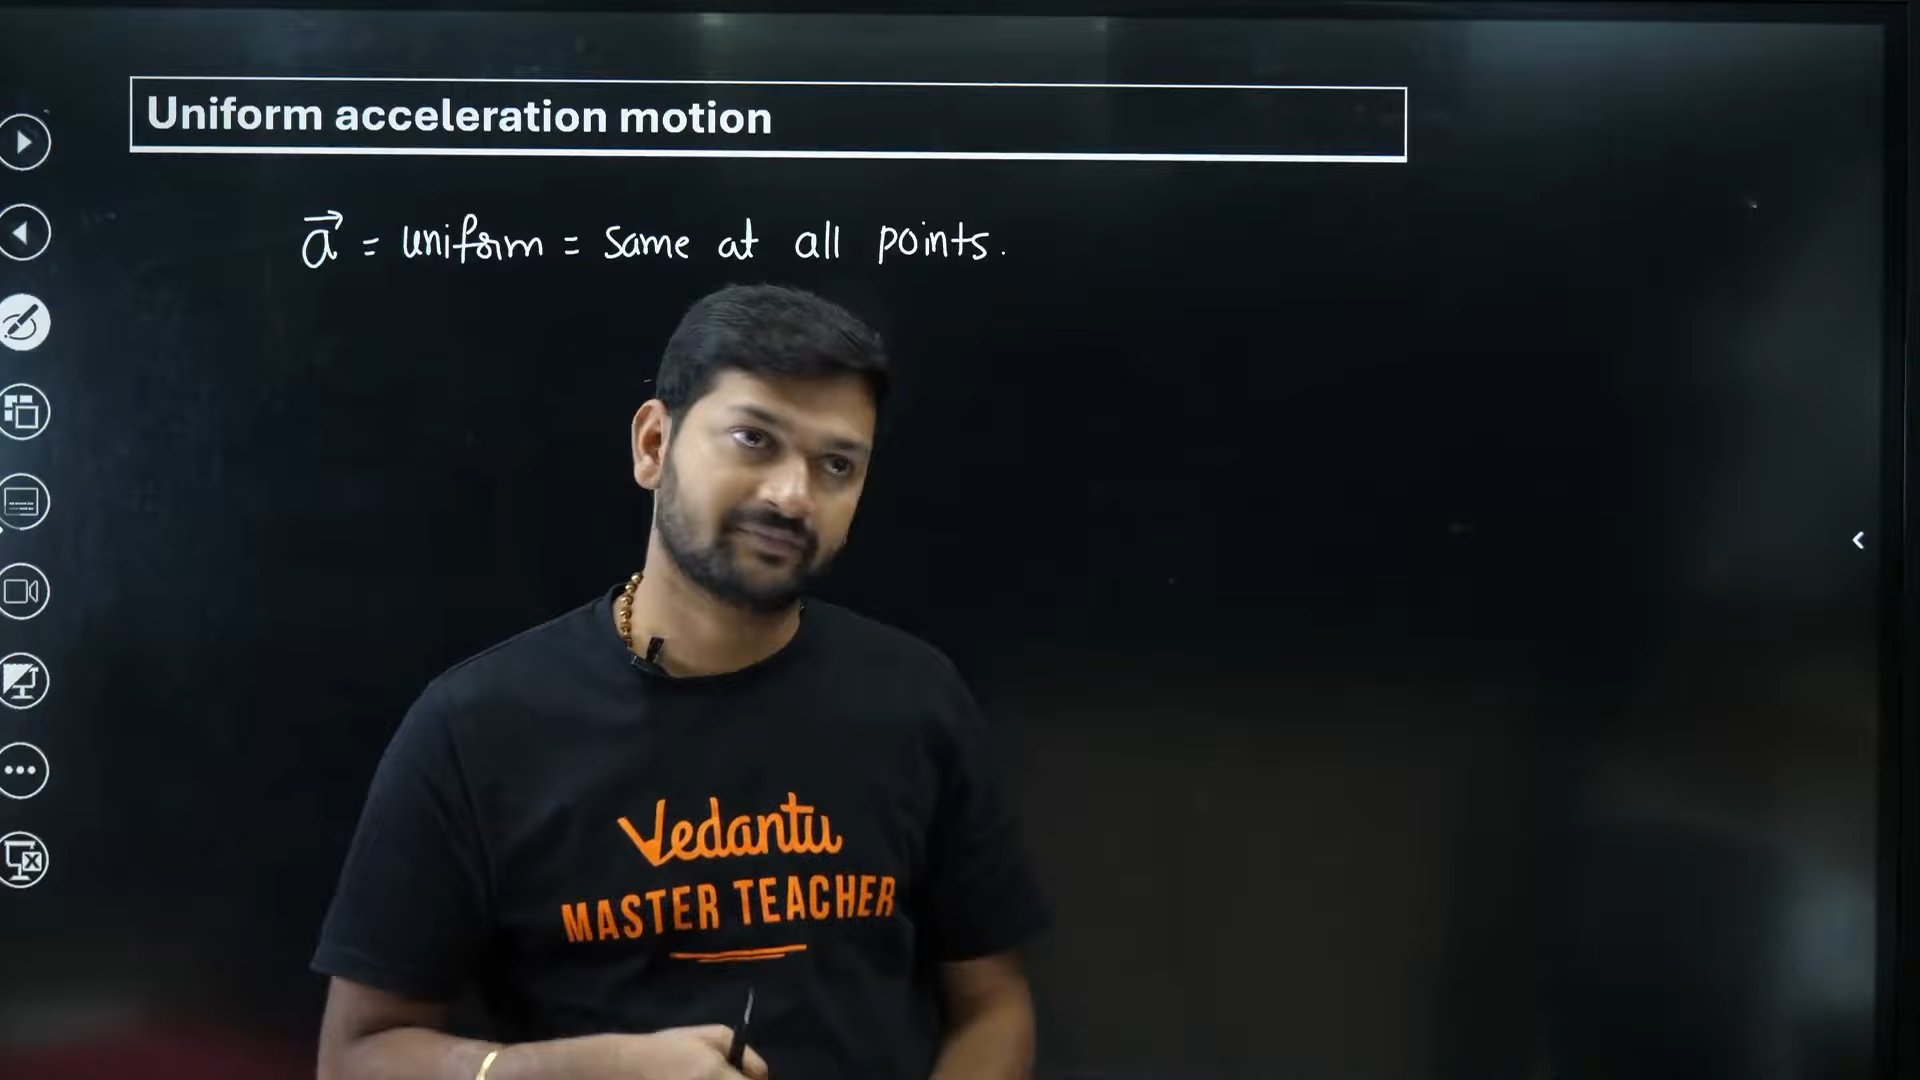 Uniform acceleration motion
a⃗ = uniform = same at all points.
Vedantu
MASTER TEACHER